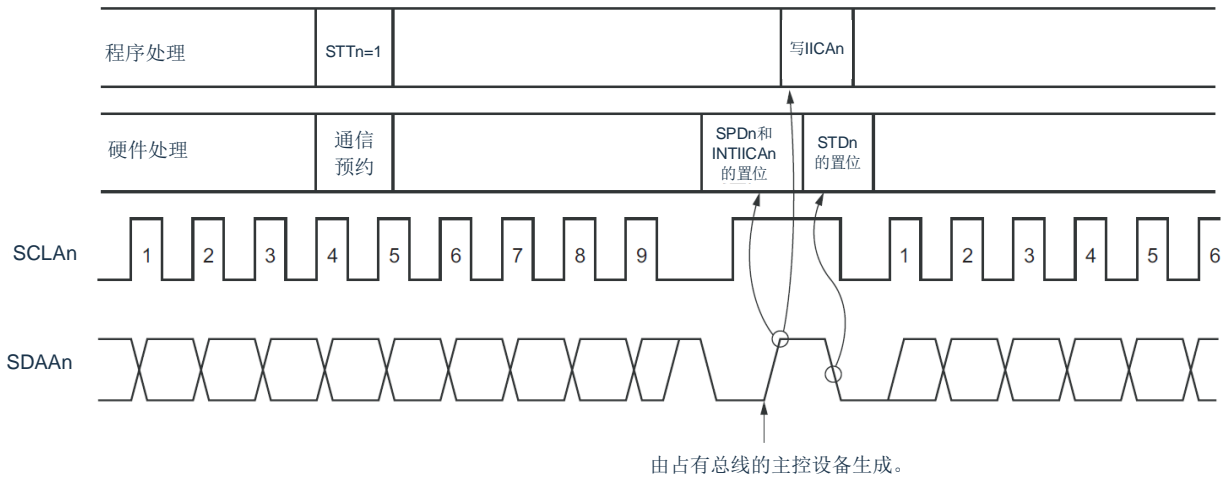 程序处理
STTn=1
写IICAn
硬件处理
通信
预约
SPDn和
INTIICAn
的置位
STDn
的置位
SCLAn
1 2 3 4 5 6 7 8 9 1 2 3 4 5 6
SDAAn
由占有总线的主控设备生成。